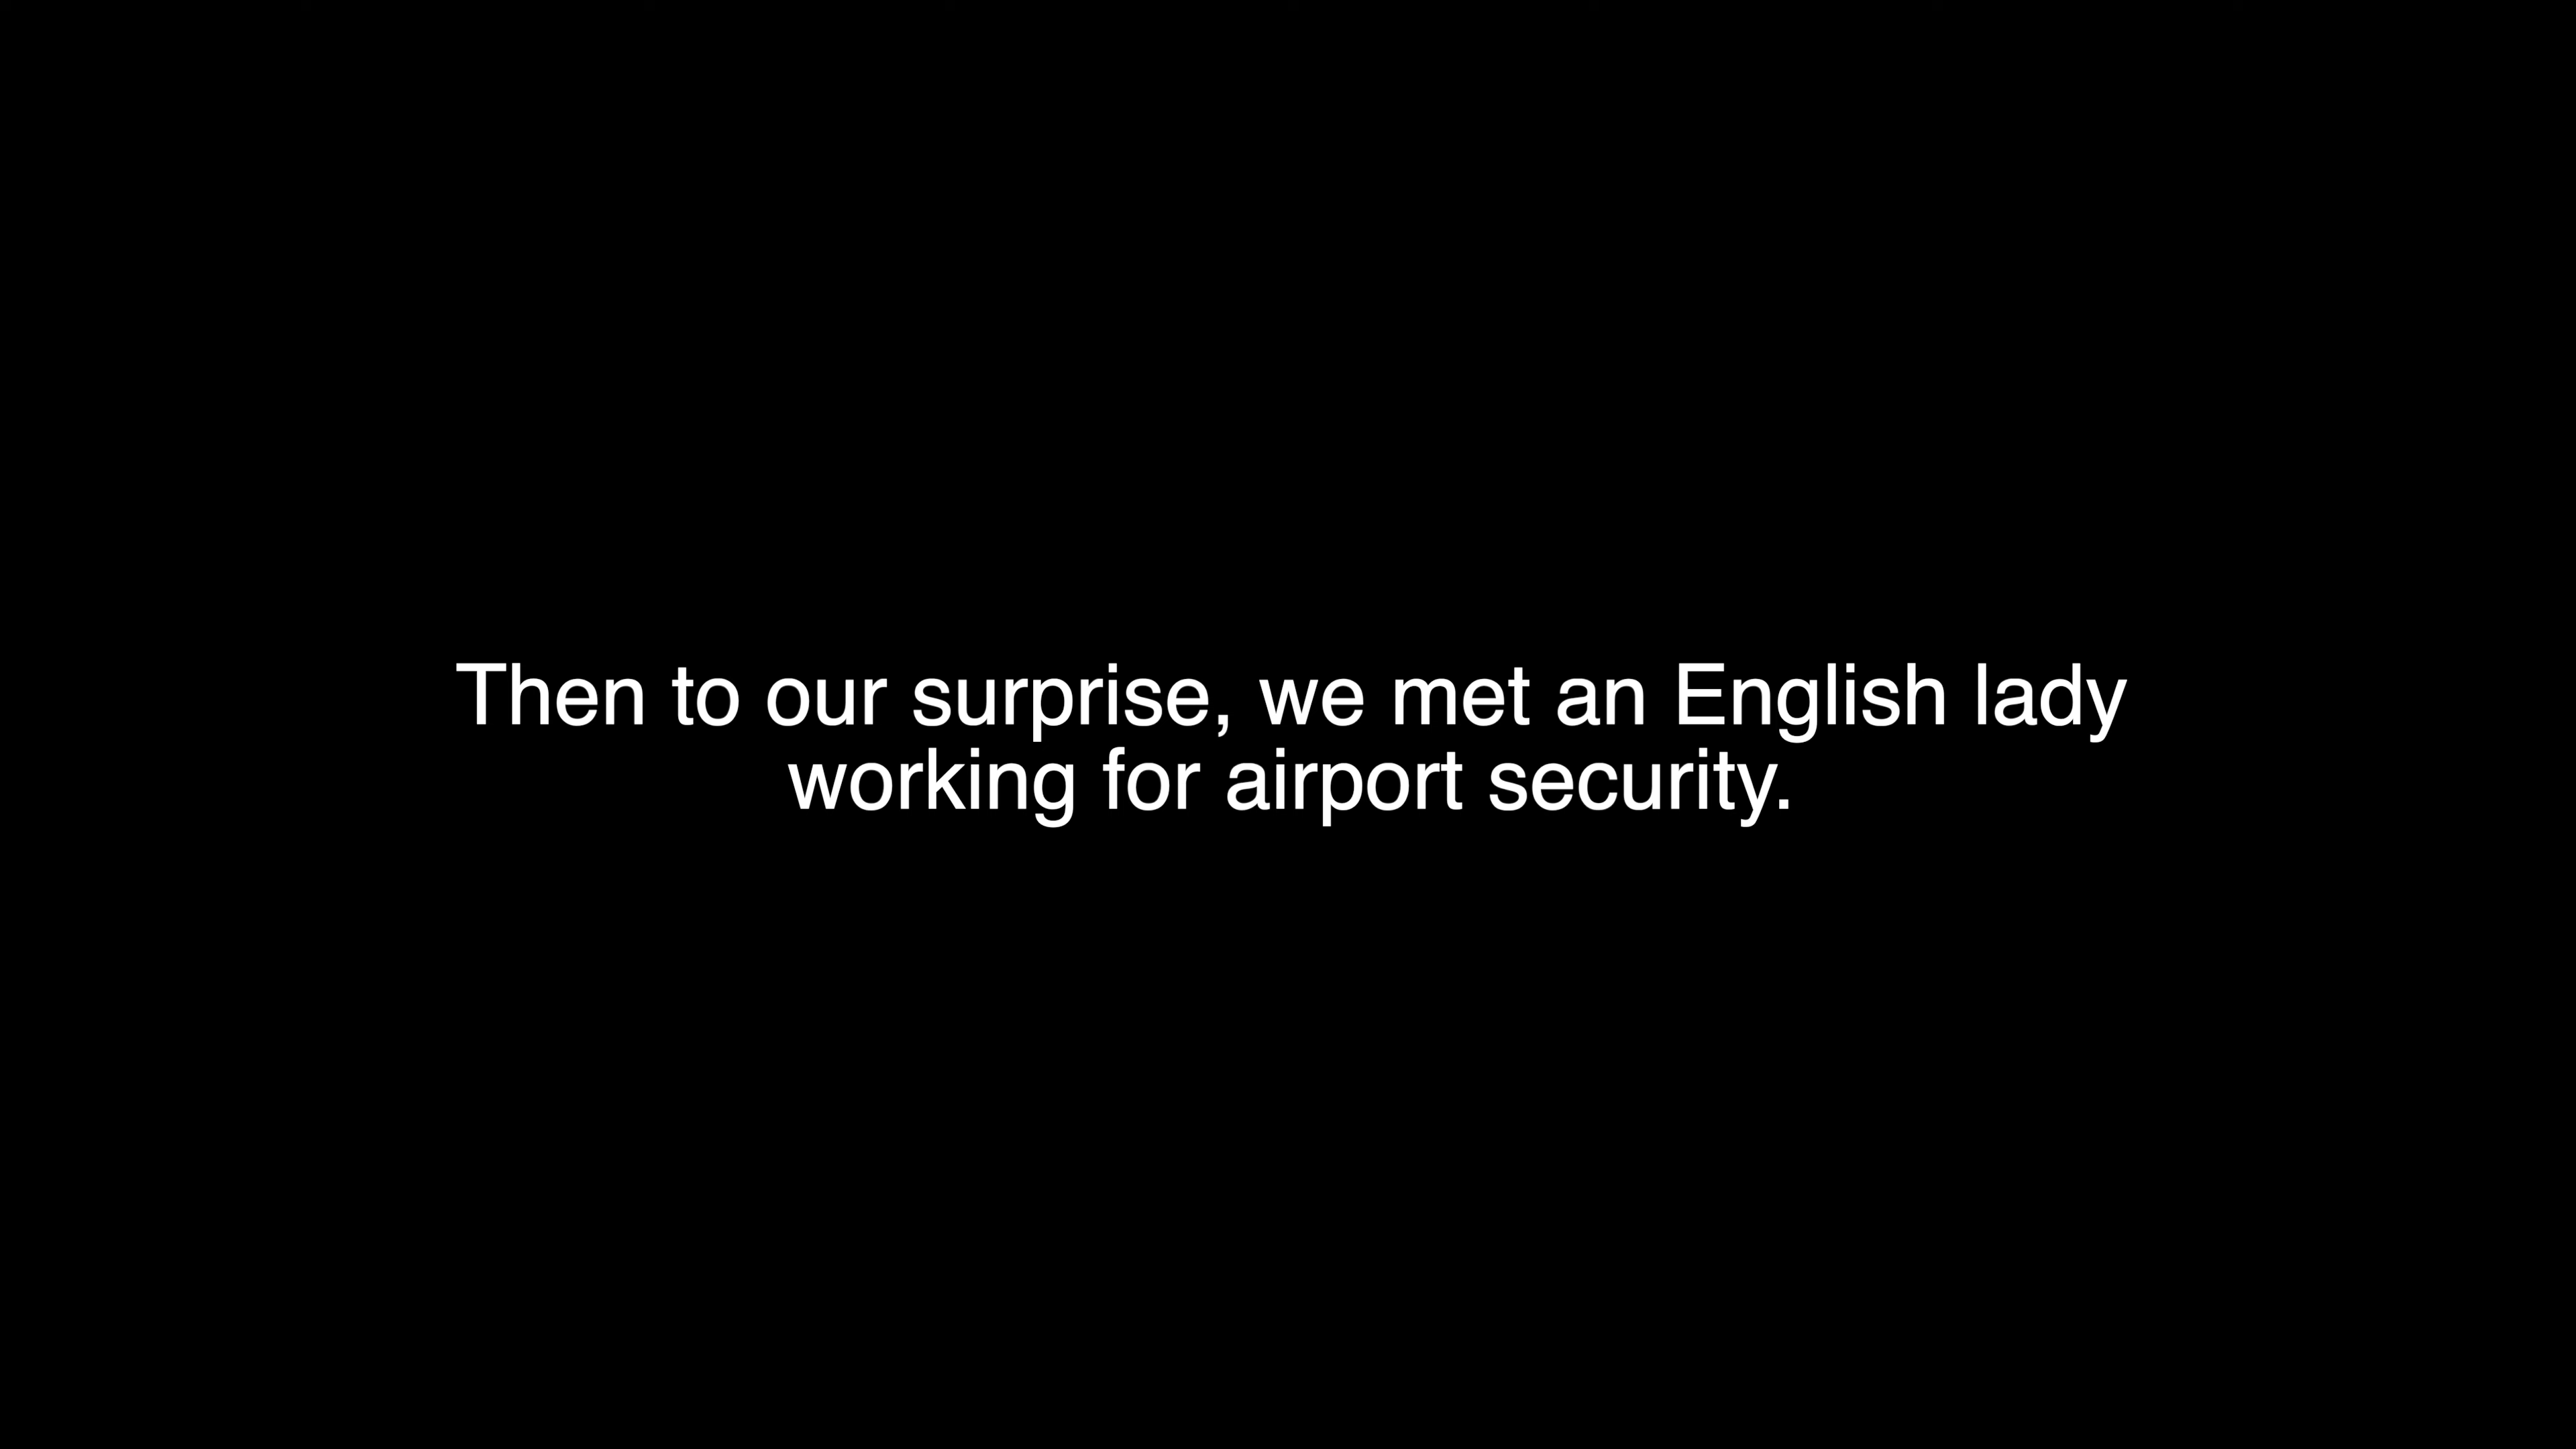 Then to our surprise, we met an English lady
working for airport security.